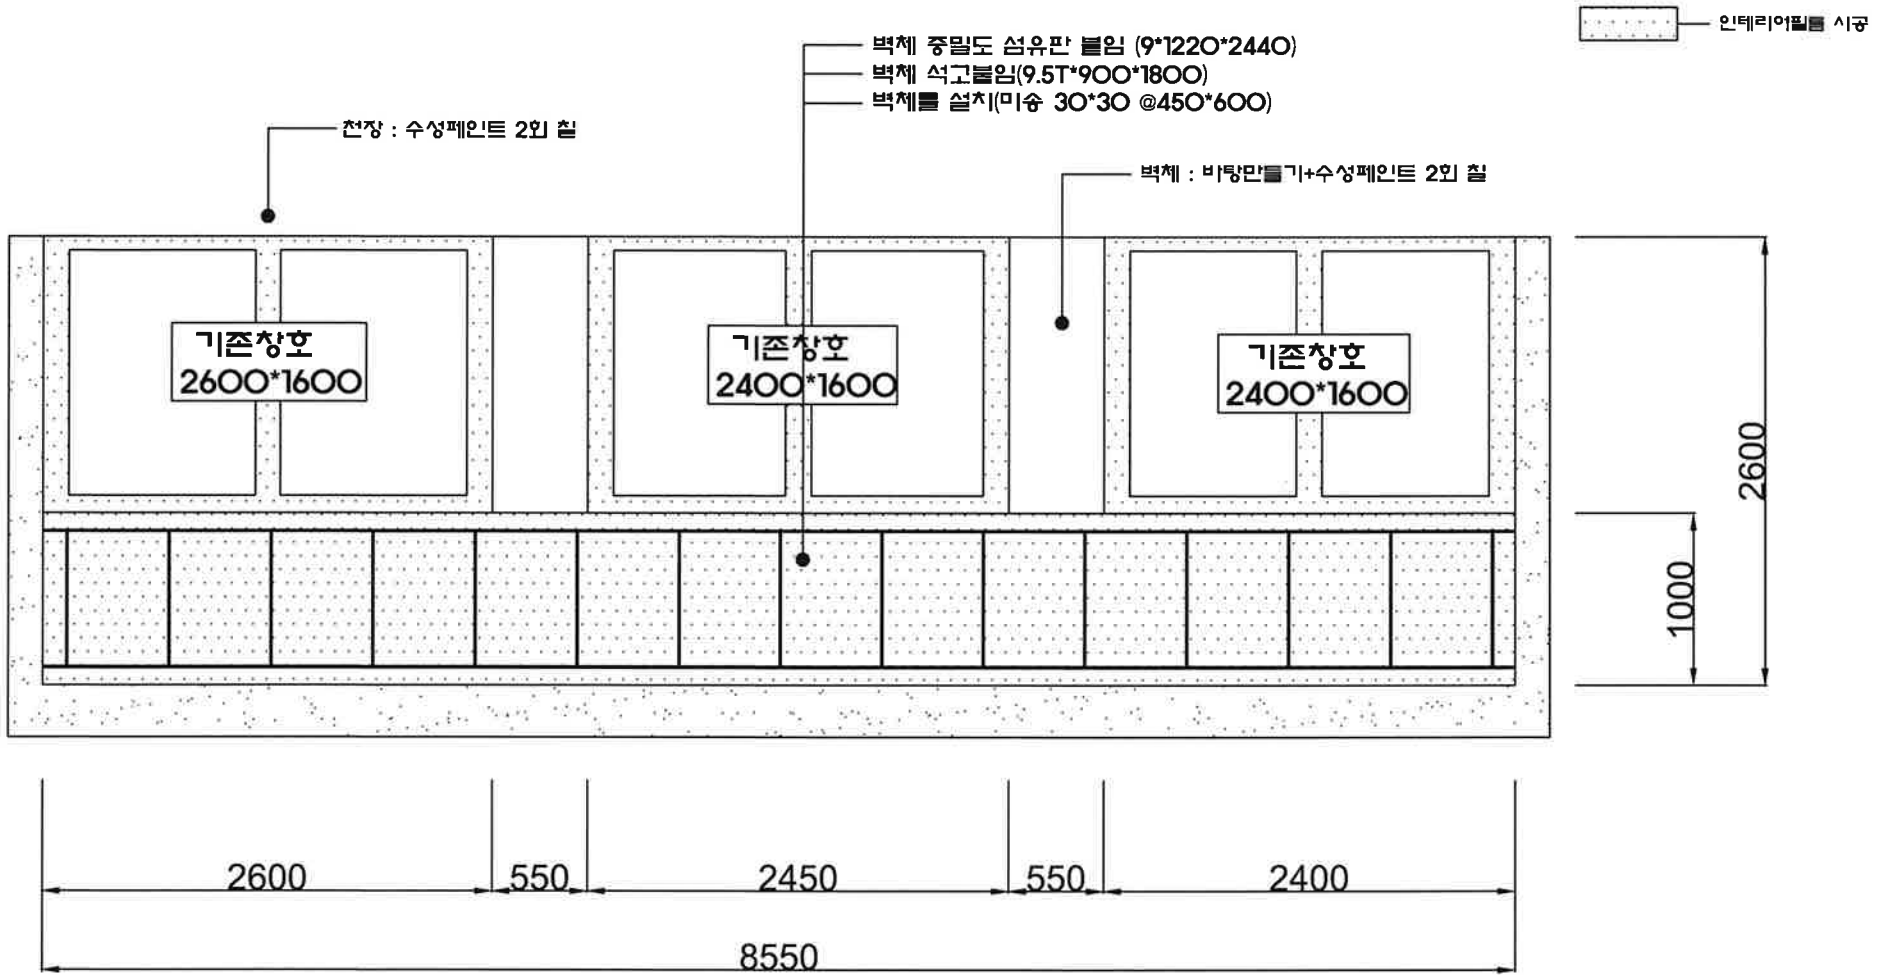 인테리어필름 시공
벽체 중밀도 섬유판 붙임 (9*1220*2440)
벽체 석고붙임(9.5T*900*1800)
벽체틀 설치(미송 30*30 @450*600)
천장 : 수성페인트 2회 칠
벽체 : 바탕만들기+수성페인트 2회 칠
기존창호
2600*1600
기존창호
2400*1600
기존창호
2400*1600
2600
1000
2600
550
2450
550
2400
8550